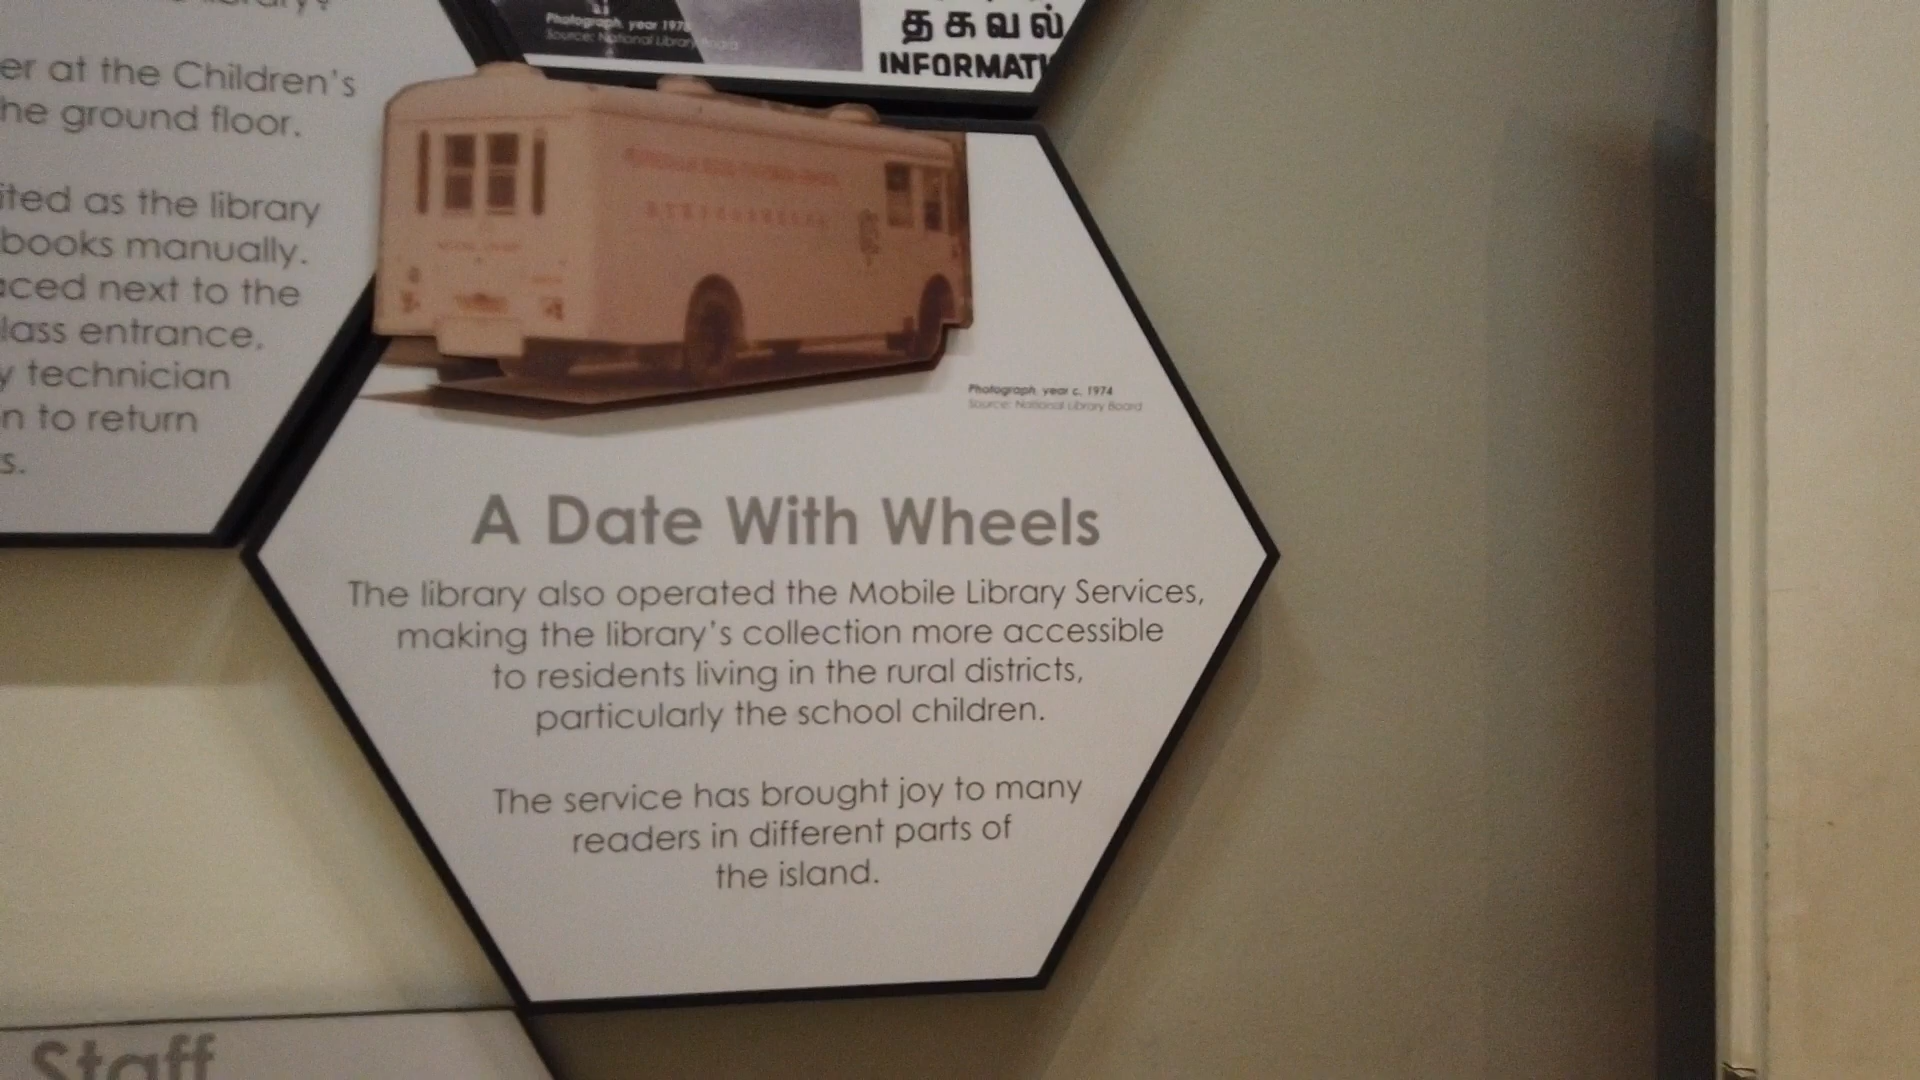 er at the Children's
he ground floor.
ited as the library
books manually.
aced next to the
lass entrance,
y technician
n to return
s.
Photograph, year 197
Source: National Library Board
தகவல்
INFORMATI
Photograph, year c. 1974
Source: National Library Board
A Date With Wheels
The library also operated the Mobile Library Services,
making the library's collection more accessible
to residents living in the rural districts,
particularly the school children.
The service has brought joy to many
readers in different parts of
the island.
Staff